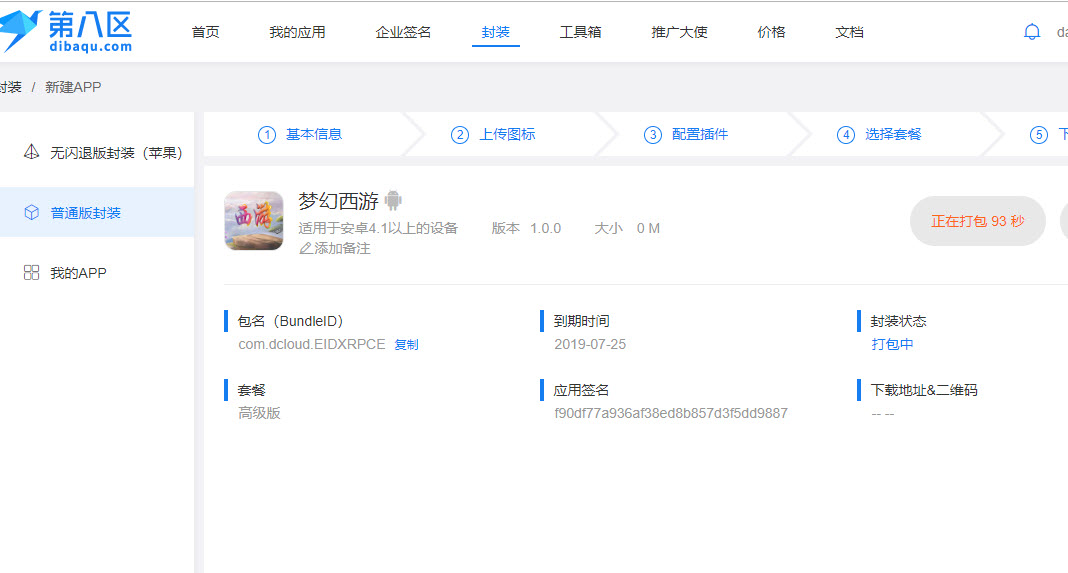 第八区
dibaqu.com
首页 我的应用 企业签名 封装 工具箱 推广大使 价格 文档 da
封装 / 新建APP
1 基本信息 2 上传图标 3 配置插件 4 选择套餐 5 下
无闪退版封装（苹果）
普通版封装
我的APP
西游
梦幻西游
适用于安卓4.1以上的设备 版本 1.0.0 大小 0 M
添加备注
正在打包 93 秒
包名（BundleID） 到期时间 封装状态
com.dcloud.EIDXRPCE 复制 2019-07-25 打包中
套餐 应用签名 下载地址&二维码
高级版 f90df77a936af38ed8b857d3f5dd9887 -- --